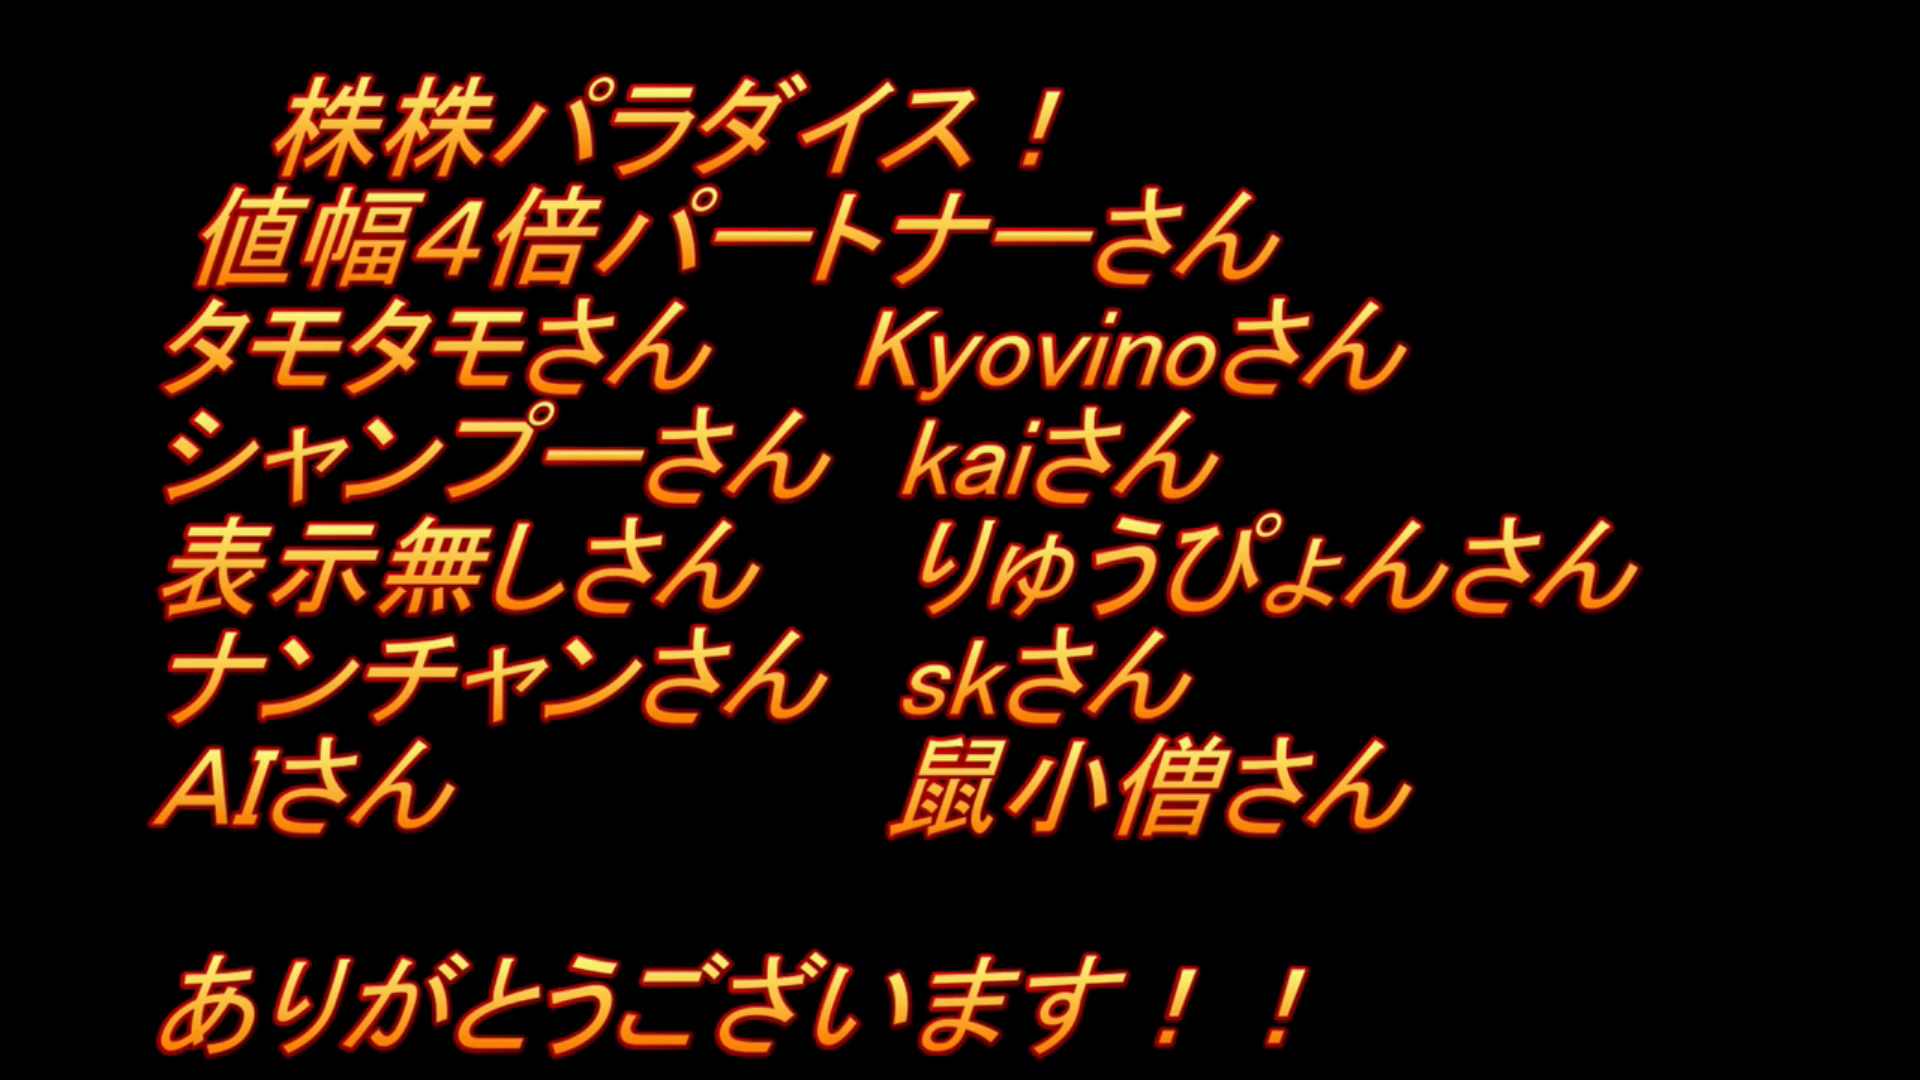 株株パラダイス！
値幅４倍パートナーさん
タモタモさん　Kyovinoさん
シャンプーさん　kaiさん
表示無しさん　りゅうぴょんさん
ナンチャンさん　skさん
AIさん　鼠小僧さん
ありがとうございます！！